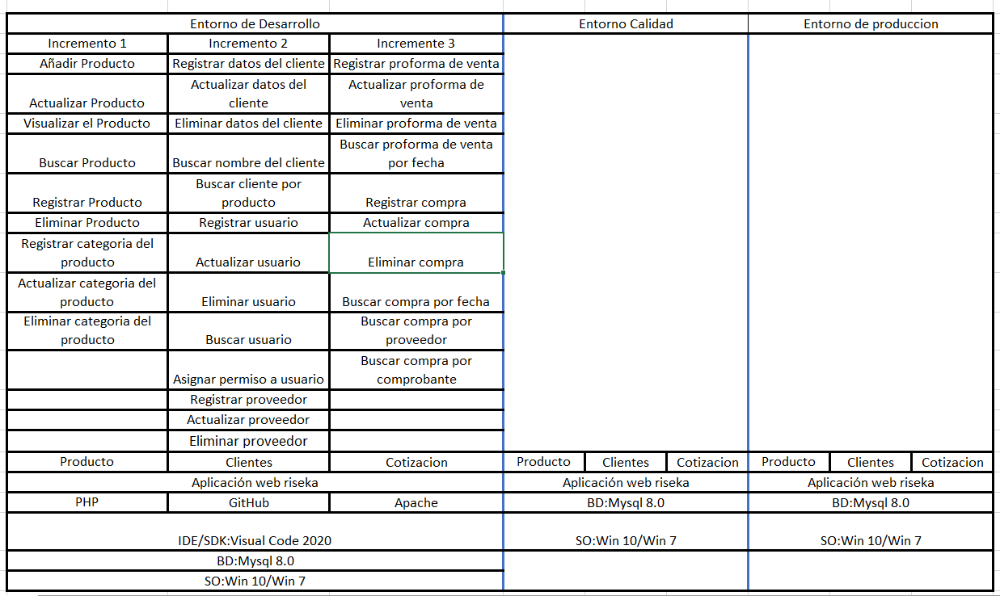 Entorno de Desarrollo Entorno Calidad Entorno de produccion
Incremento 1 Incremento 2 Incremente 3
Añadir Producto Registrar datos del cliente Registrar proforma de venta
Actualizar datos del Actualizar proforma de
Actualizar Producto cliente venta
Visualizar el Producto Eliminar datos del cliente Eliminar proforma de venta
Buscar proforma de venta
Buscar Producto Buscar nombre del cliente por fecha
Buscar cliente por
Registrar Producto producto Registrar compra
Eliminar Producto Registrar usuario Actualizar compra
Registrar categoria del
producto Actualizar usuario Eliminar compra
Actualizar categoria del
producto Eliminar usuario Buscar compra por fecha
Eliminar categoria del Buscar compra por
producto Buscar usuario proveedor
Buscar compra por
Asignar permiso a usuario comprobante
Registrar proveedor
Actualizar proveedor
Eliminar proveedor
Producto Clientes Cotizacion Producto Clientes Cotizacion Producto Clientes Cotizacion
Aplicación web riseka Aplicación web riseka Aplicación web riseka
PHP GitHub Apache BD:Mysql 8.0 BD:Mysql 8.0
IDE/SDK:Visual Code 2020 SO:Win 10/Win 7 SO:Win 10/Win 7
BD:Mysql 8.0
SO:Win 10/Win 7